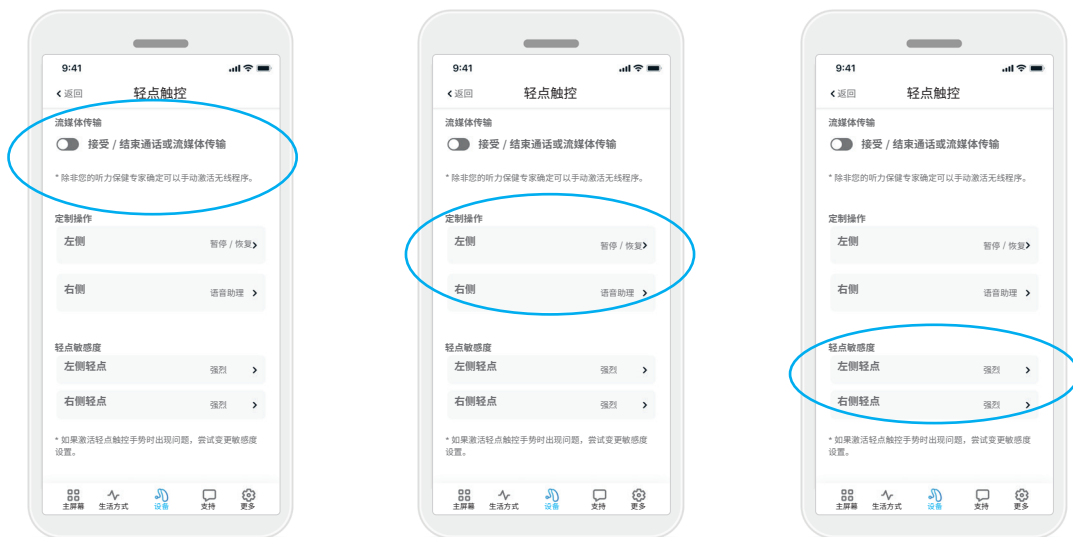 9:41
返回 轻点触控
流媒体传输
接受 / 结束通话或流媒体传输
* 除非您的听力保健专家确定可以手动激活无线程序。
定制操作
左侧 暂停 / 恢复
右侧 语音助理
轻点敏感度
左侧轻点 强烈
右侧轻点 强烈
* 如果激活轻点触控手势时出现问题，尝试变更敏感度
设置。
主屏幕 生活方式 设备 支持 更多
9:41
返回 轻点触控
流媒体传输
接受 / 结束通话或流媒体传输
* 除非您的听力保健专家确定可以手动激活无线程序。
定制操作
左侧 暂停 / 恢复
右侧 语音助理
轻点敏感度
左侧轻点 强烈
右侧轻点 强烈
* 如果激活轻点触控手势时出现问题，尝试变更敏感度
设置。
主屏幕 生活方式 设备 支持 更多
9:41
返回 轻点触控
流媒体传输
接受 / 结束通话或流媒体传输
* 除非您的听力保健专家确定可以手动激活无线程序。
定制操作
左侧 暂停 / 恢复
右侧 语音助理
轻点敏感度
左侧轻点 强烈
右侧轻点 强烈
* 如果激活轻点触控手势时出现问题，尝试变更敏感度
设置。
主屏幕 生活方式 设备 支持 更多